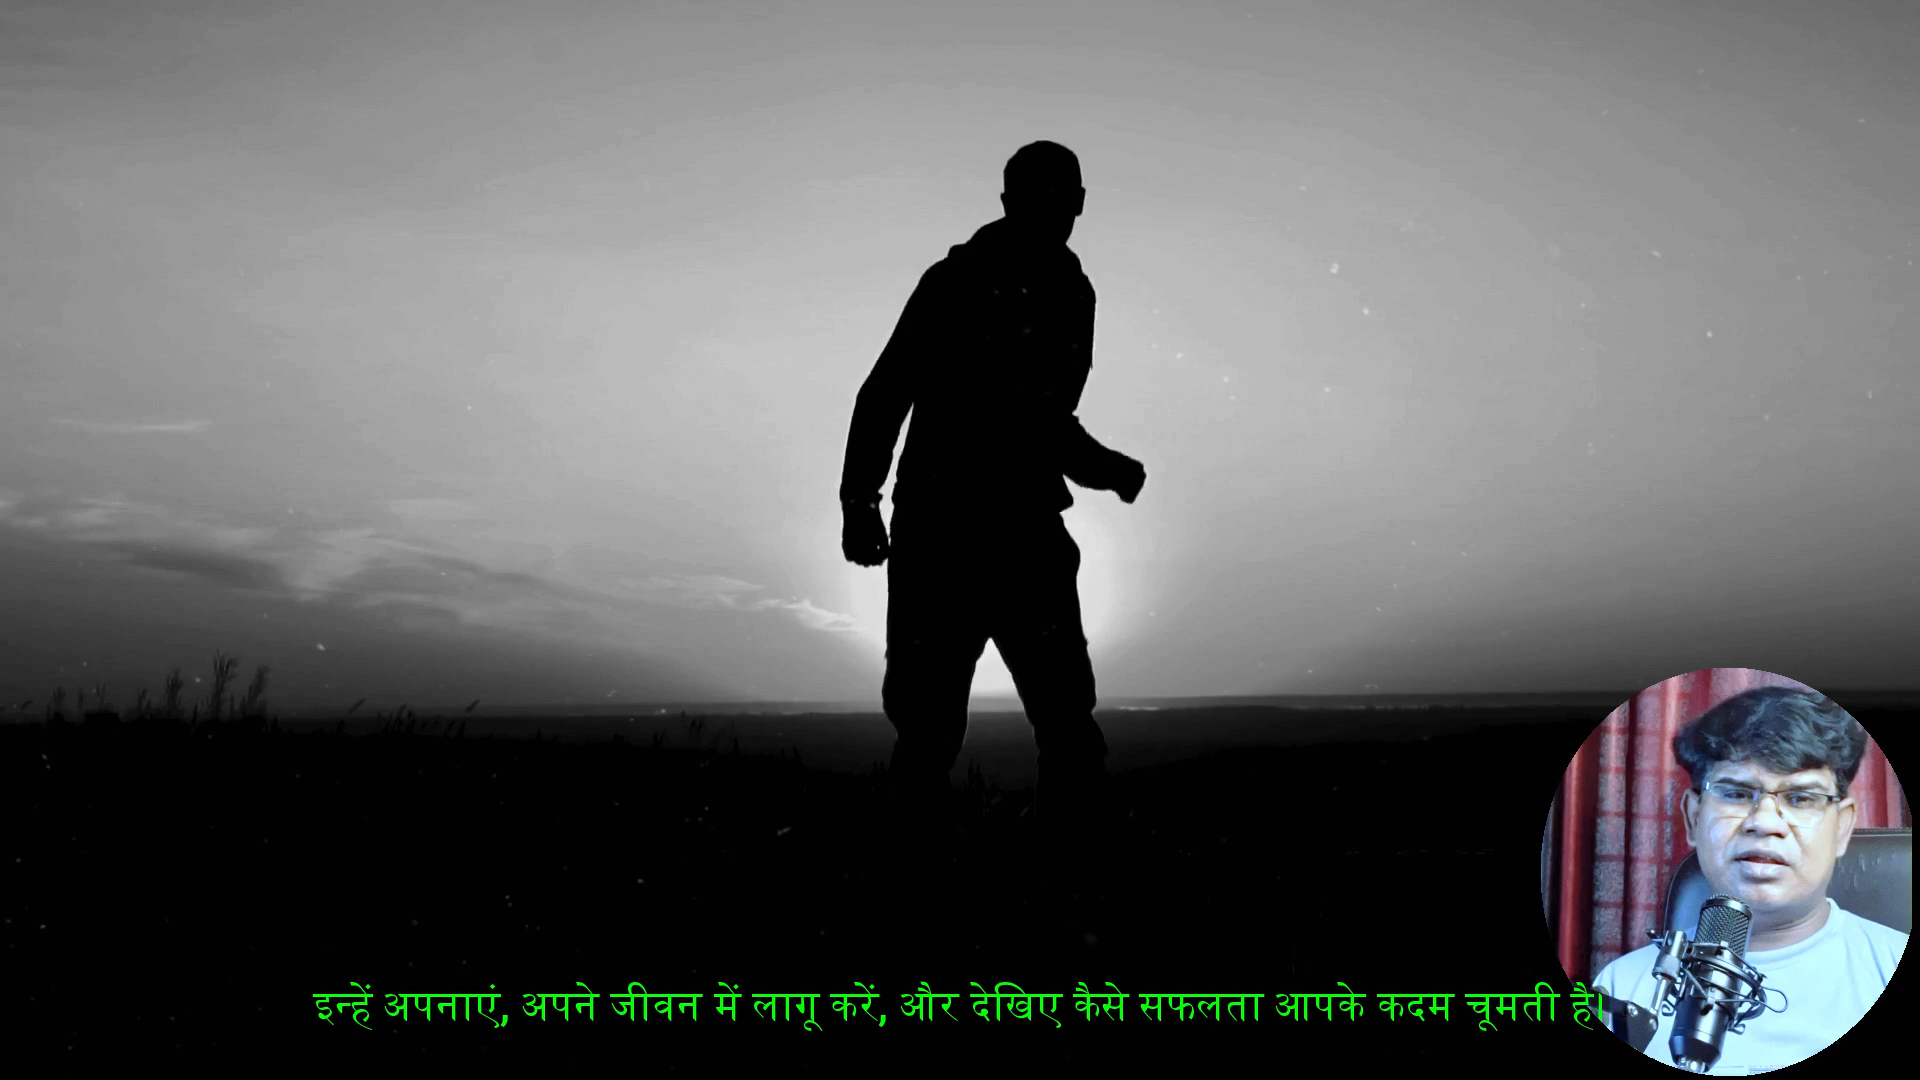 इन्हें अपनाएं, अपने जीवन में लागू करें, और देखिए कैसे सफलता आपके कदम चूमती है।